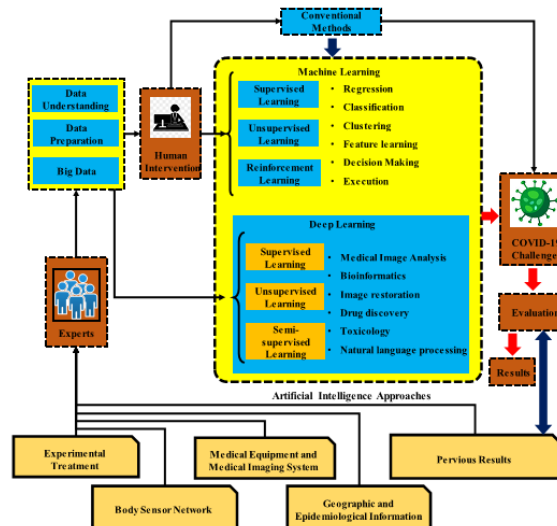 Conventional
Methods
Machine Learning
Supervised
Learning
Unsupervised
Learning
Reinforcement
Learning
• Regression
• Classification
• Clustering
• Feature learning
• Decision Making
• Execution
Data
Understanding
Data
Preparation
Big Data
Human
Intervention
Deep Learning
Supervised
Learning
Unsupervised
Learning
Semi-
supervised
Learning
• Medical Image Analysis
• Bioinformatics
• Image restoration
• Drug discovery
• Toxicology
• Natural language processing
COVID-19
Challenges
Experts
Evaluation
Results
Artificial Intelligence Approaches
Experimental
Treatment
Medical Equipment and
Medical Imaging System
Pervious Results
Body Sensor Network
Geographic and
Epidemiological Information